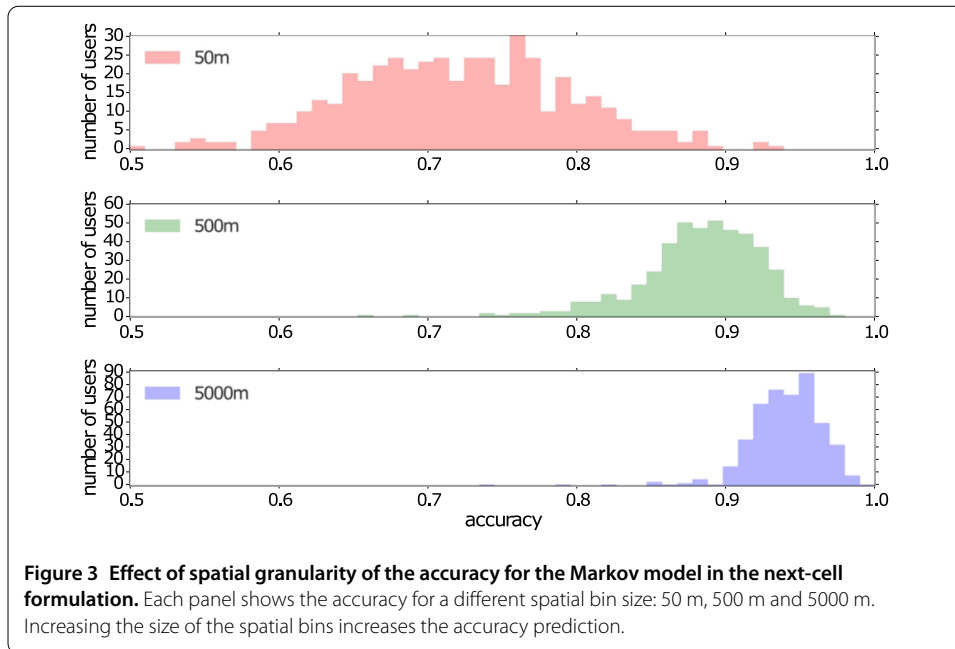 number of users
30
25
20
15
10
5
0
50m
0.5 0.6 0.7 0.8 0.9 1.0
number of users
60
50
40
30
20
10
0
500m
0.5 0.6 0.7 0.8 0.9 1.0
number of users
90
80
70
60
50
40
30
20
10
0
5000m
0.5 0.6 0.7 0.8 0.9 1.0
accuracy
Figure 3 Effect of spatial granularity of the accuracy for the Markov model in the next-cell
formulation. Each panel shows the accuracy for a different spatial bin size: 50 m, 500 m and 5000 m.
Increasing the size of the spatial bins increases the accuracy prediction.